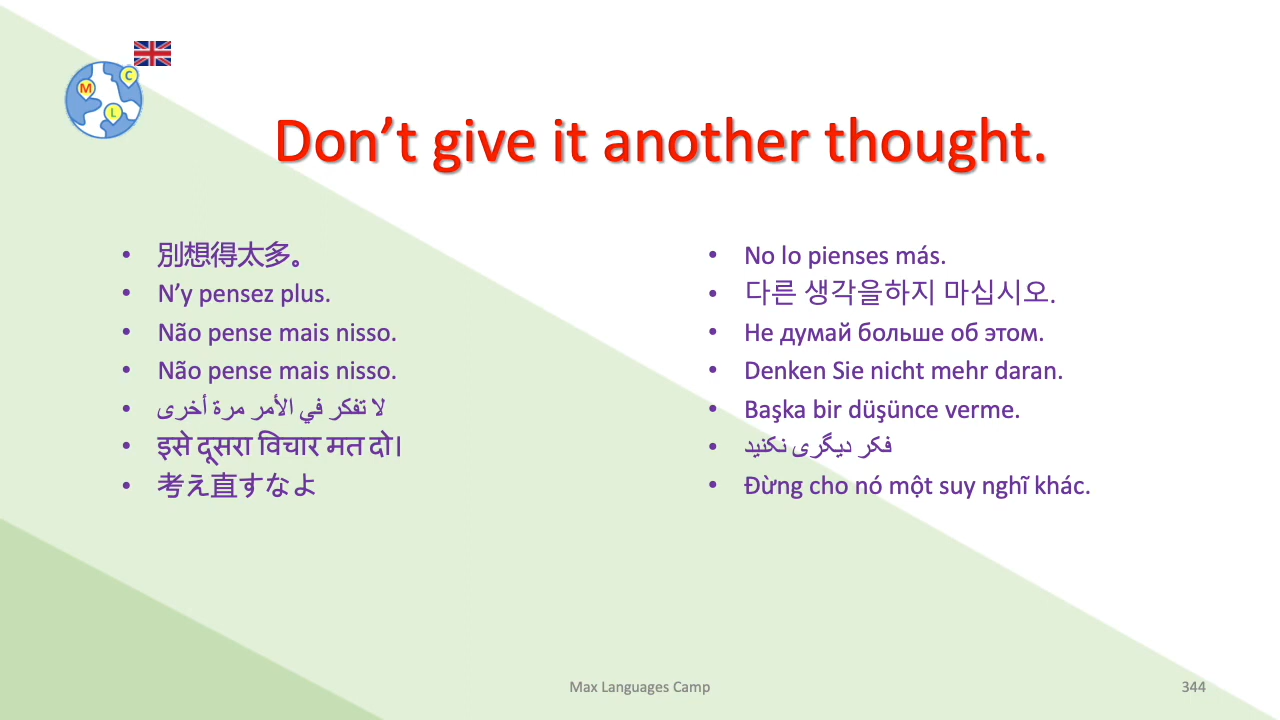 M
C
L
Don’t give it another thought.
• 別想得太多。
• N’y pensez plus.
• Não pense mais nisso.
• Não pense mais nisso.
• لا تفكر في الأمر مرة أخرى
• इसे दूसरा विचार मत दो।
• 考え直すなよ
• No lo pienses más.
• 다른 생각을하지 마십시오.
• Не думай больше об этом.
• Denken Sie nicht mehr daran.
• Başka bir düşünce verme.
• فکر دیگری نکنید
• Đừng cho nó một suy nghĩ khác.
Max Languages Camp
344